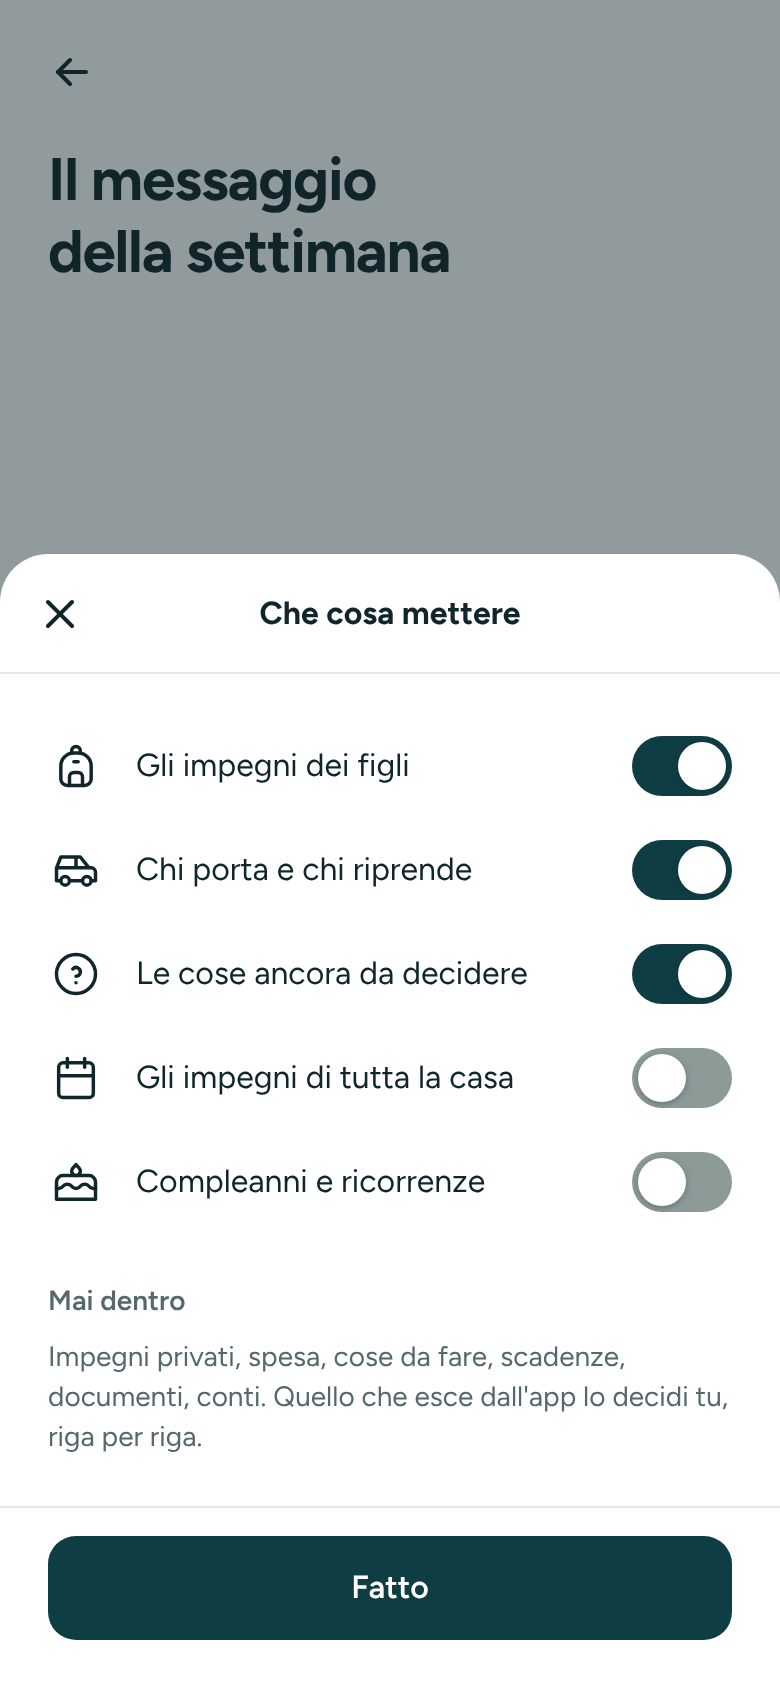 Il messaggio
della settimana
Che cosa mettere
Gli impegni dei figli
Chi porta e chi riprende
Le cose ancora da decidere
Gli impegni di tutta la casa
Compleanni e ricorrenze
Mai dentro
Impegni privati, spesa, cose da fare, scadenze,
documenti, conti. Quello che esce dall'app lo decidi tu,
riga per riga.
Fatto